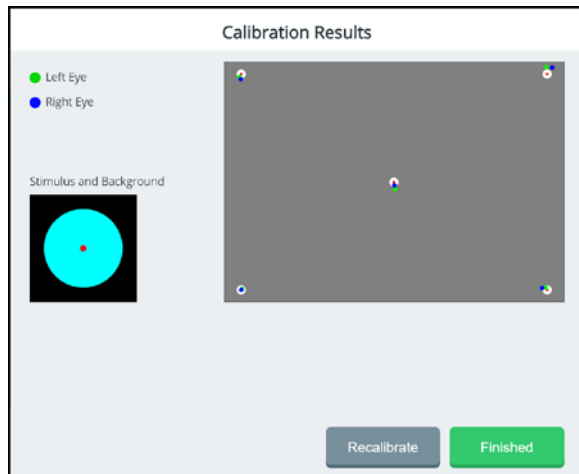 Calibration Results
Left Eye
Right Eye
Stimulus and Background
Recalibrate
Finished